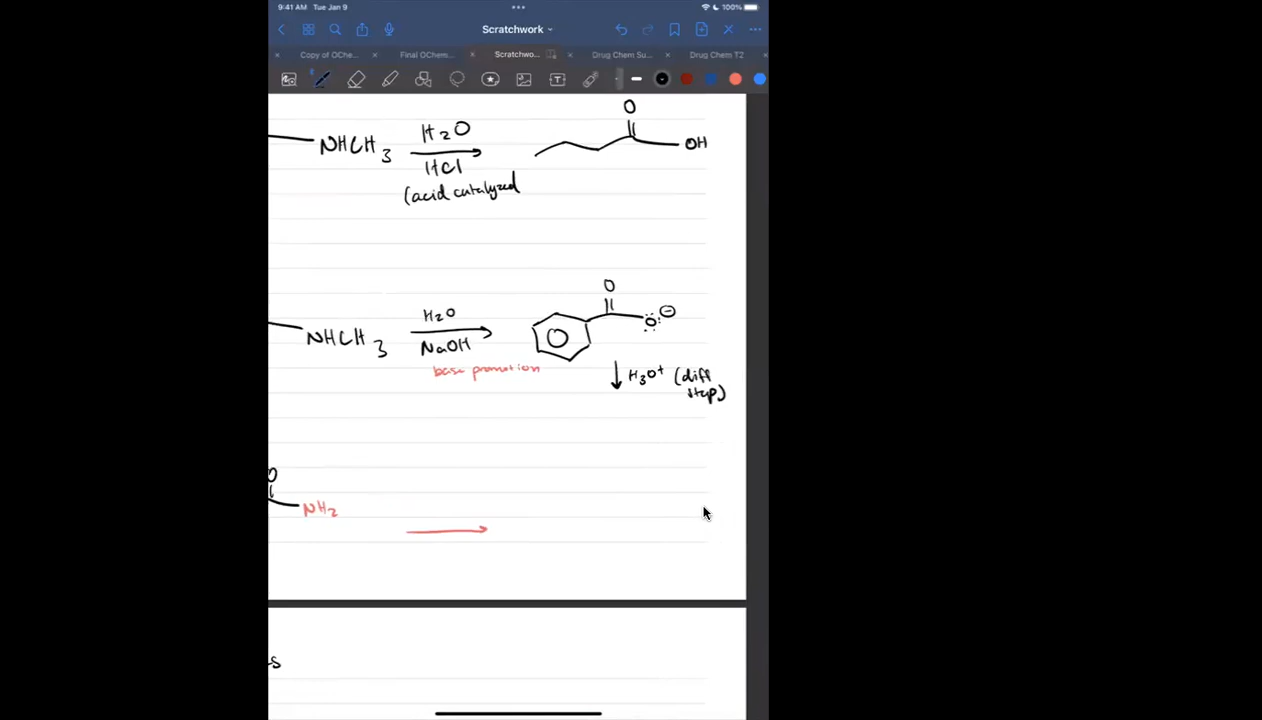 9:41 AM Tue Jan 9
100%
Scratchwork
Copy of OChe...
Final OChem...
Scratchwo...
Drug Chem Su...
Drug Chem T2
O
NHCH3
H2O
OH
HCl
(acid catalyzed
O
H2O
O
NHCH3
NaOH
base promotion
H3O+ (diff
step)
O
NH2
s